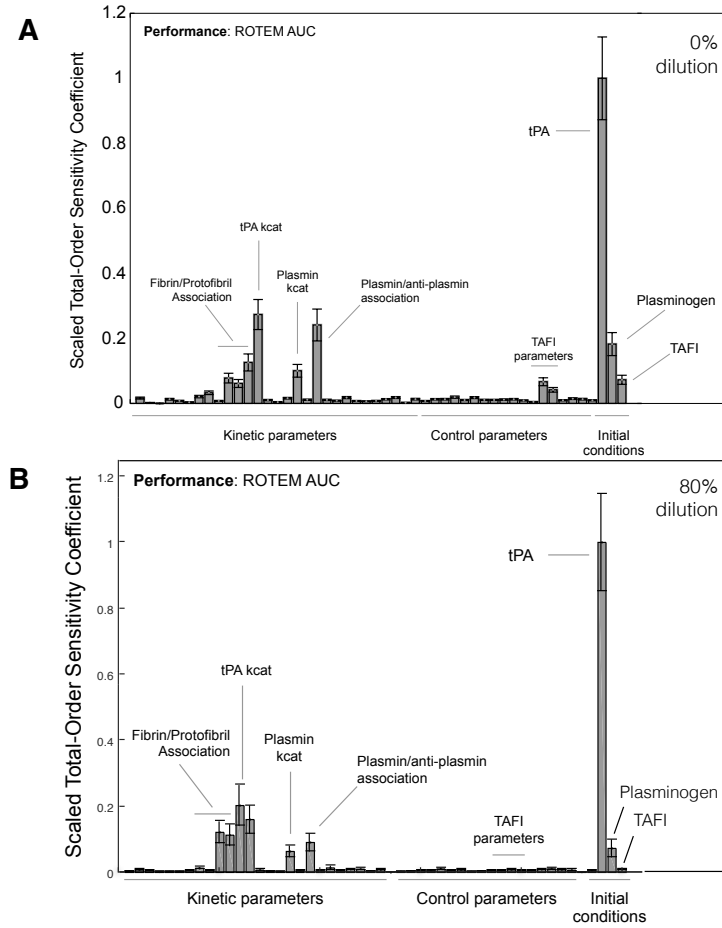 A
Performance: ROTEM AUC
0%
dilution
Scaled Total-Order Sensitivity Coefficient
1.2
1
0.8
0.6
0.4
0.2
0
tPA
tPA kcat
Fibrin/Protofibril
Association
Plasmin
kcat
Plasmin/anti-plasmin
association
TAFI
parameters
Plasminogen
TAFI
Kinetic parameters
Control parameters
Initial
conditions
B
Performance: ROTEM AUC
80%
dilution
Scaled Total-Order Sensitivity Coefficient
1.2
1
0.8
0.6
0.4
0.2
0
tPA
tPA kcat
Fibrin/Protofibril
Association
Plasmin
kcat
Plasmin/anti-plasmin
association
TAFI
parameters
Plasminogen
TAFI
Kinetic parameters
Control parameters
Initial
conditions